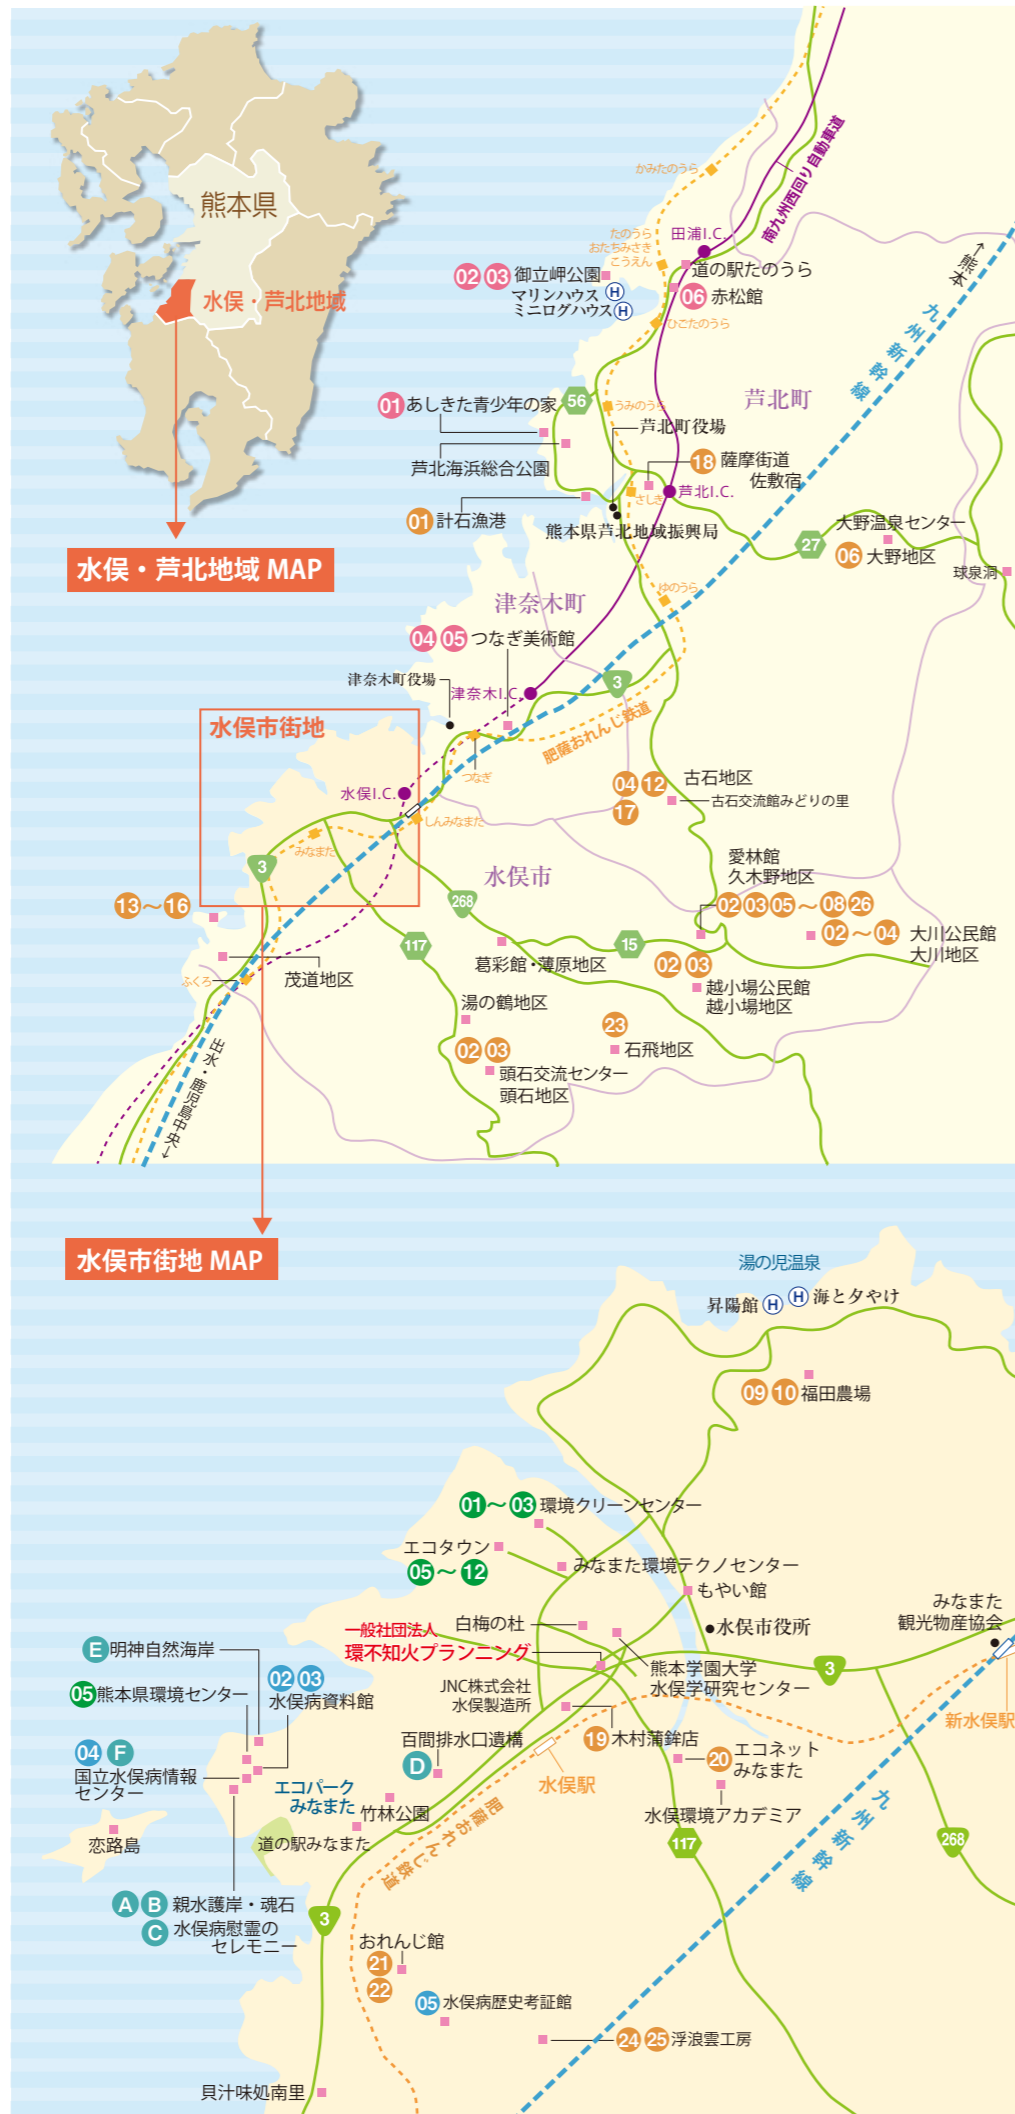 熊本県
水俣・芦北地域
水俣・芦北地域 MAP
かみたのうら
南九州西回り自動車道
たのうら
おたちみさき
こうえん
田浦I.C.
道の駅たのうら
02 03 御立岬公園
マリンハウス H
ミニログハウス H
06 赤松館
ひごたのうら
←熊本
九州新幹線
芦北町
01 あしきた青少年の家
56
うみのうら
芦北町役場
芦北海浜総合公園
18 薩摩街道
佐敷宿
さしき
芦北I.C.
01 計石漁港
熊本県芦北地域振興局
27
大野温泉センター
06 大野地区
球泉洞
津奈木町
ゆのうら
04 05 つなぎ美術館
津奈木町役場
津奈木I.C.
3
肥薩おれんじ鉄道
つなぎ
水俣市街地
水俣I.C.
しんみなまた
みなまた
3
04 12
17
古石地区
古石交流館みどりの里
水俣市
愛林館
久木野地区
02 03 05～08 26
02～04 大川公民館
大川地区
13～16
268
117
15
葛彩館・薄原地区
02 03
越小場公民館
越小場地区
茂道地区
ふくろ
湯の鶴地区
23
石飛地区
02 03
頭石交流センター
頭石地区
出水・鹿児島中央→
水俣市街地 MAP
湯の児温泉
昇陽館 H
H 海と夕やけ
09 10 福田農場
01～03 環境クリーンセンター
エコタウン
05～12
みなまた環境テクノセンター
もやい館
みなまた
観光物産協会
白梅の杜
水俣市役所
一般社団法人
環不知火プランニング
熊本学園大学
水俣学研究センター
3
E 明神自然海岸
05 熊本県環境センター
02 03
水俣病資料館
JNC株式会社
水俣製造所
新水俣駅
19 木村蒲鉾店
百間排水口遺構
D
20 エコネット
みなまた
04 F
国立水俣病情報
センター
水俣駅
エコパーク
みなまた
竹林公園
水俣環境アカデミア
恋路島
道の駅みなまた
肥薩おれんじ鉄道
117
九州新幹線
268
A B 親水護岸・魂石
C 水俣病慰霊の
セレモニー
3
おれんじ館
21
22
05 水俣病歴史考証館
24 25 浮浪雲工房
貝汁味処南里